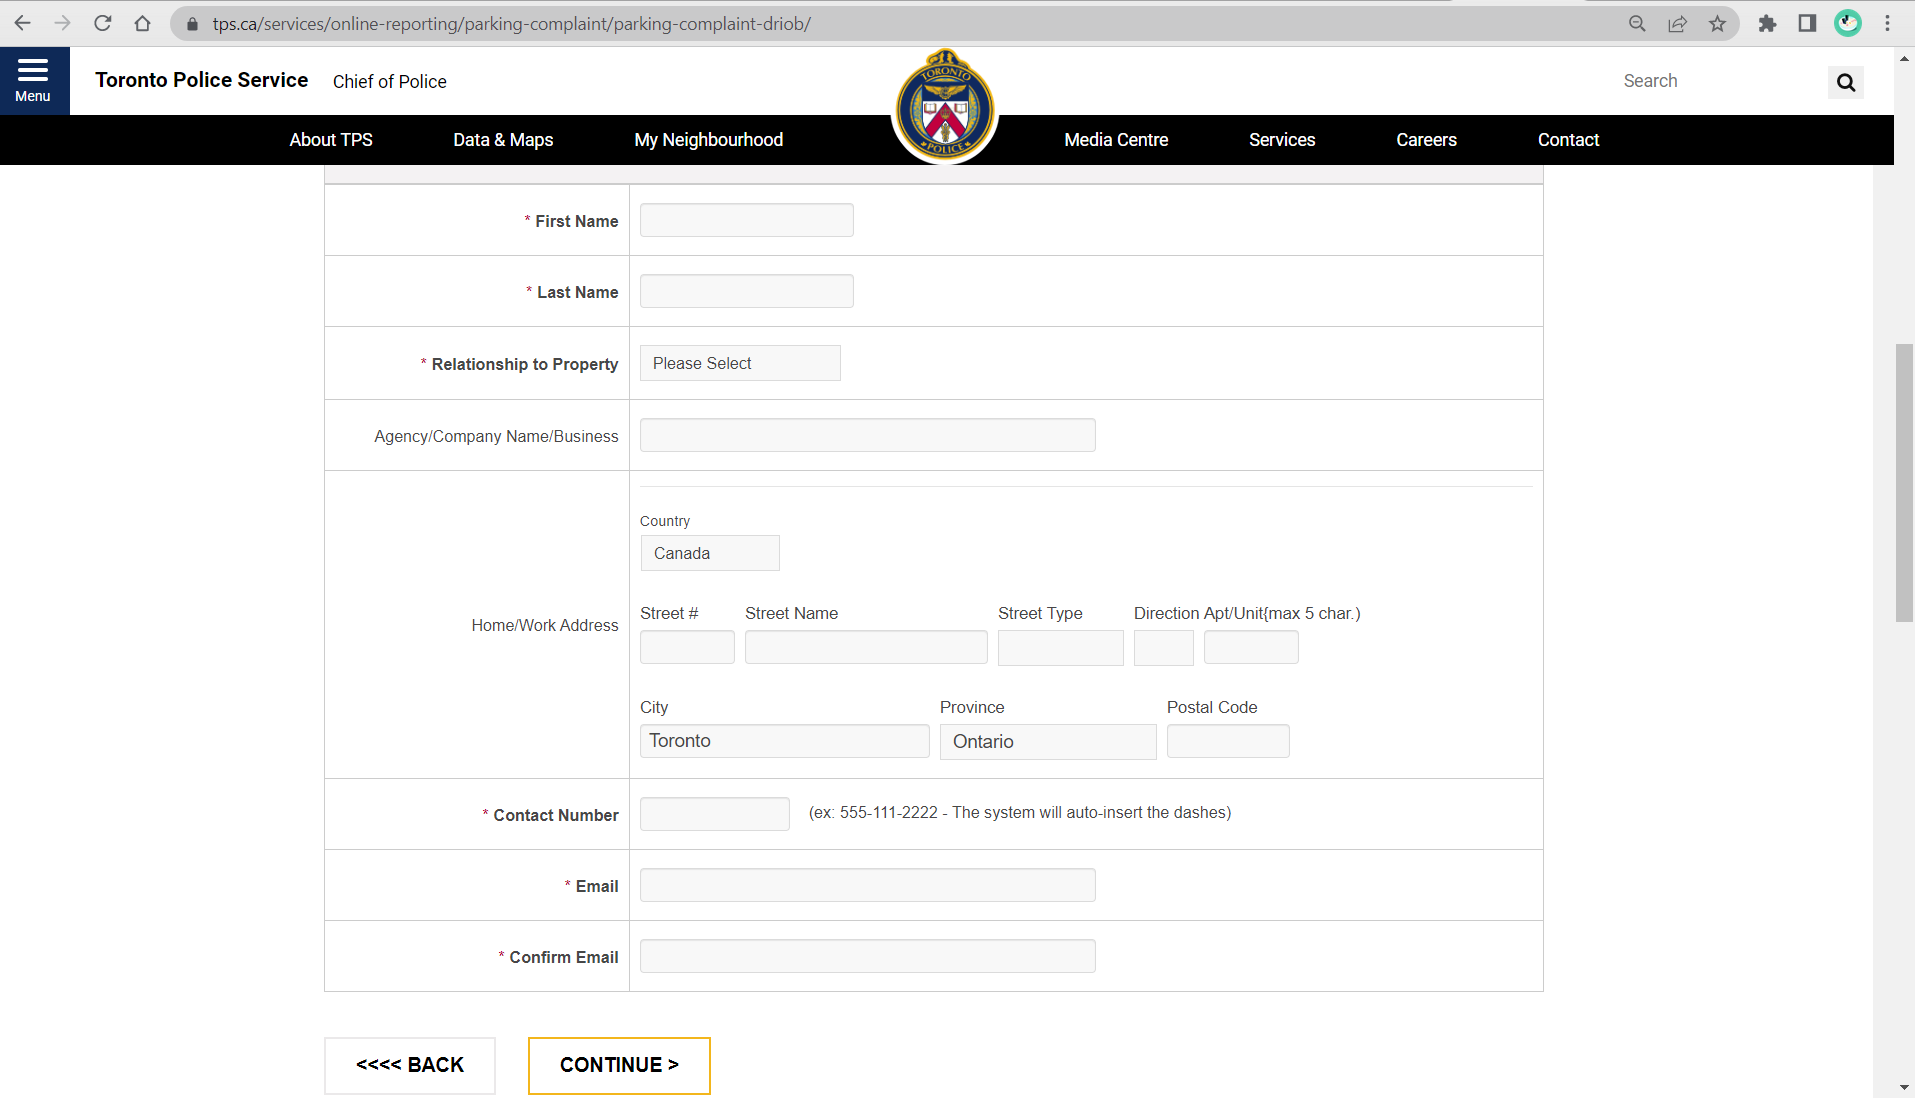 tps.ca/services/online-reporting/parking-complaint/parking-complaint-driob/
Menu
Toronto Police Service
Chief of Police
Search
TORONTO
POLICE
About TPS
Data & Maps
My Neighbourhood
Media Centre
Services
Careers
Contact
* First Name
* Last Name
* Relationship to Property
Please Select
Agency/Company Name/Business
Home/Work Address
Country
Canada
Street # Street Name Street Type Direction Apt/Unit{max 5 char.)
City Province Postal Code
Toronto Ontario
* Contact Number
(ex: 555-111-2222 - The system will auto-insert the dashes)
* Email
* Confirm Email
<<<< BACK
CONTINUE >